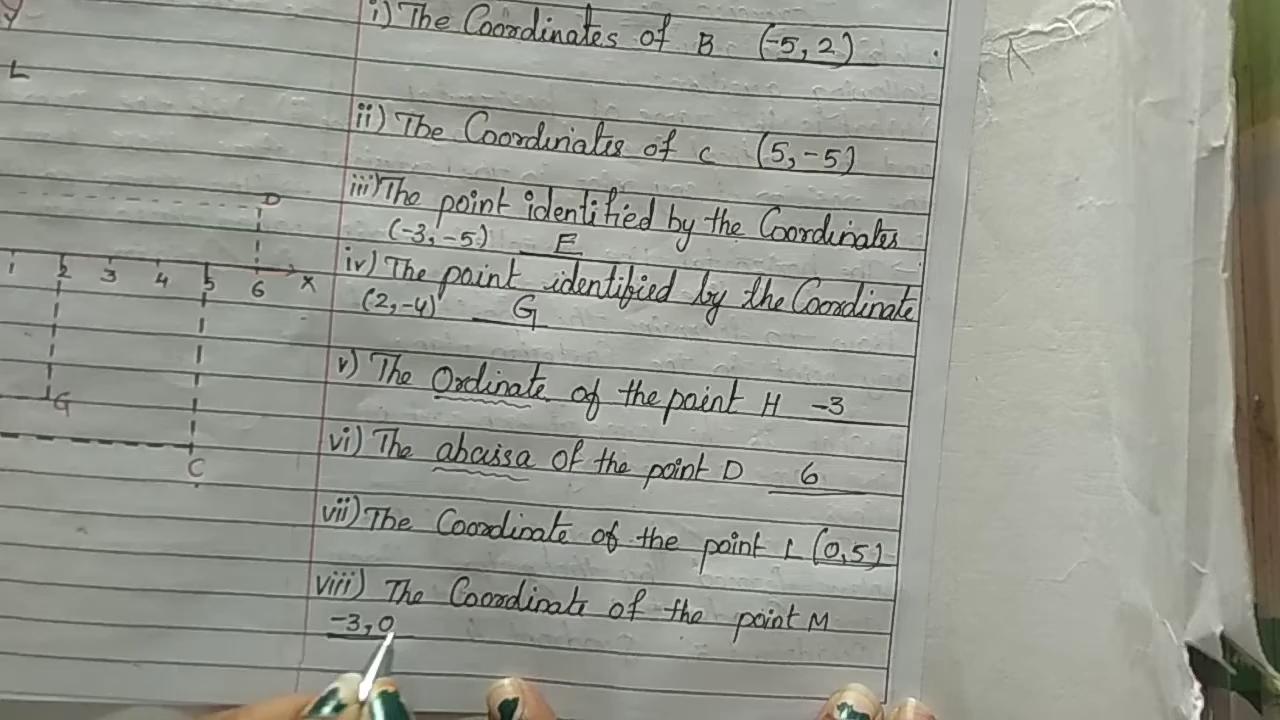 Y
L
D
1 2 3 4 5 6 X
G
C
i) The Coordinates of B (-5, 2)
ii) The Coordinates of C (5, -5)
iii) The point identified by the Coordinates
(-3, -5) E
iv) The point identified by the Coordinate
(2, -4) G
v) The Ordinate of the point H -3
vi) The abcissa of the point D 6
vii) The Coordinate of the point L (0, 5)
viii) The Coordinate of the point M
-3, 0